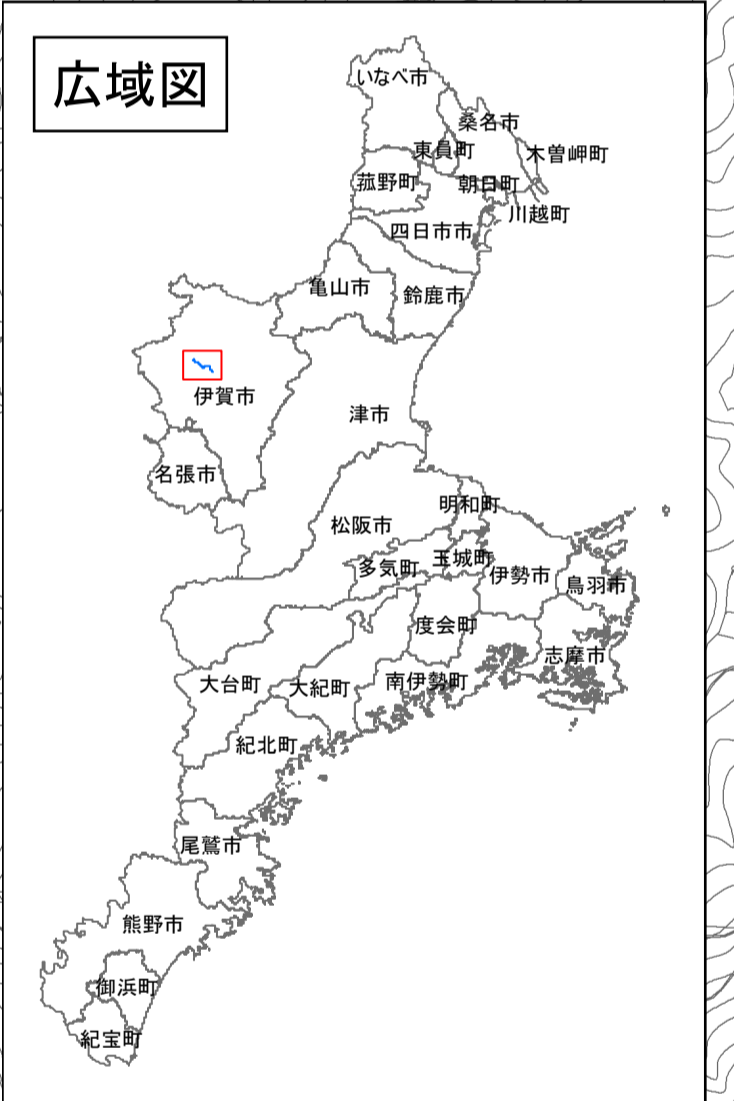 広域図
いなべ市
桑名市
東員町
木曽岬町
菰野町
朝日町
川越町
四日市市
亀山市
鈴鹿市
伊賀市
津市
名張市
明和町
松阪市
玉城町
多気町
伊勢市
鳥羽市
度会町
志摩市
大台町
大紀町
南伊勢町
紀北町
尾鷲市
熊野市
御浜町
紀宝町